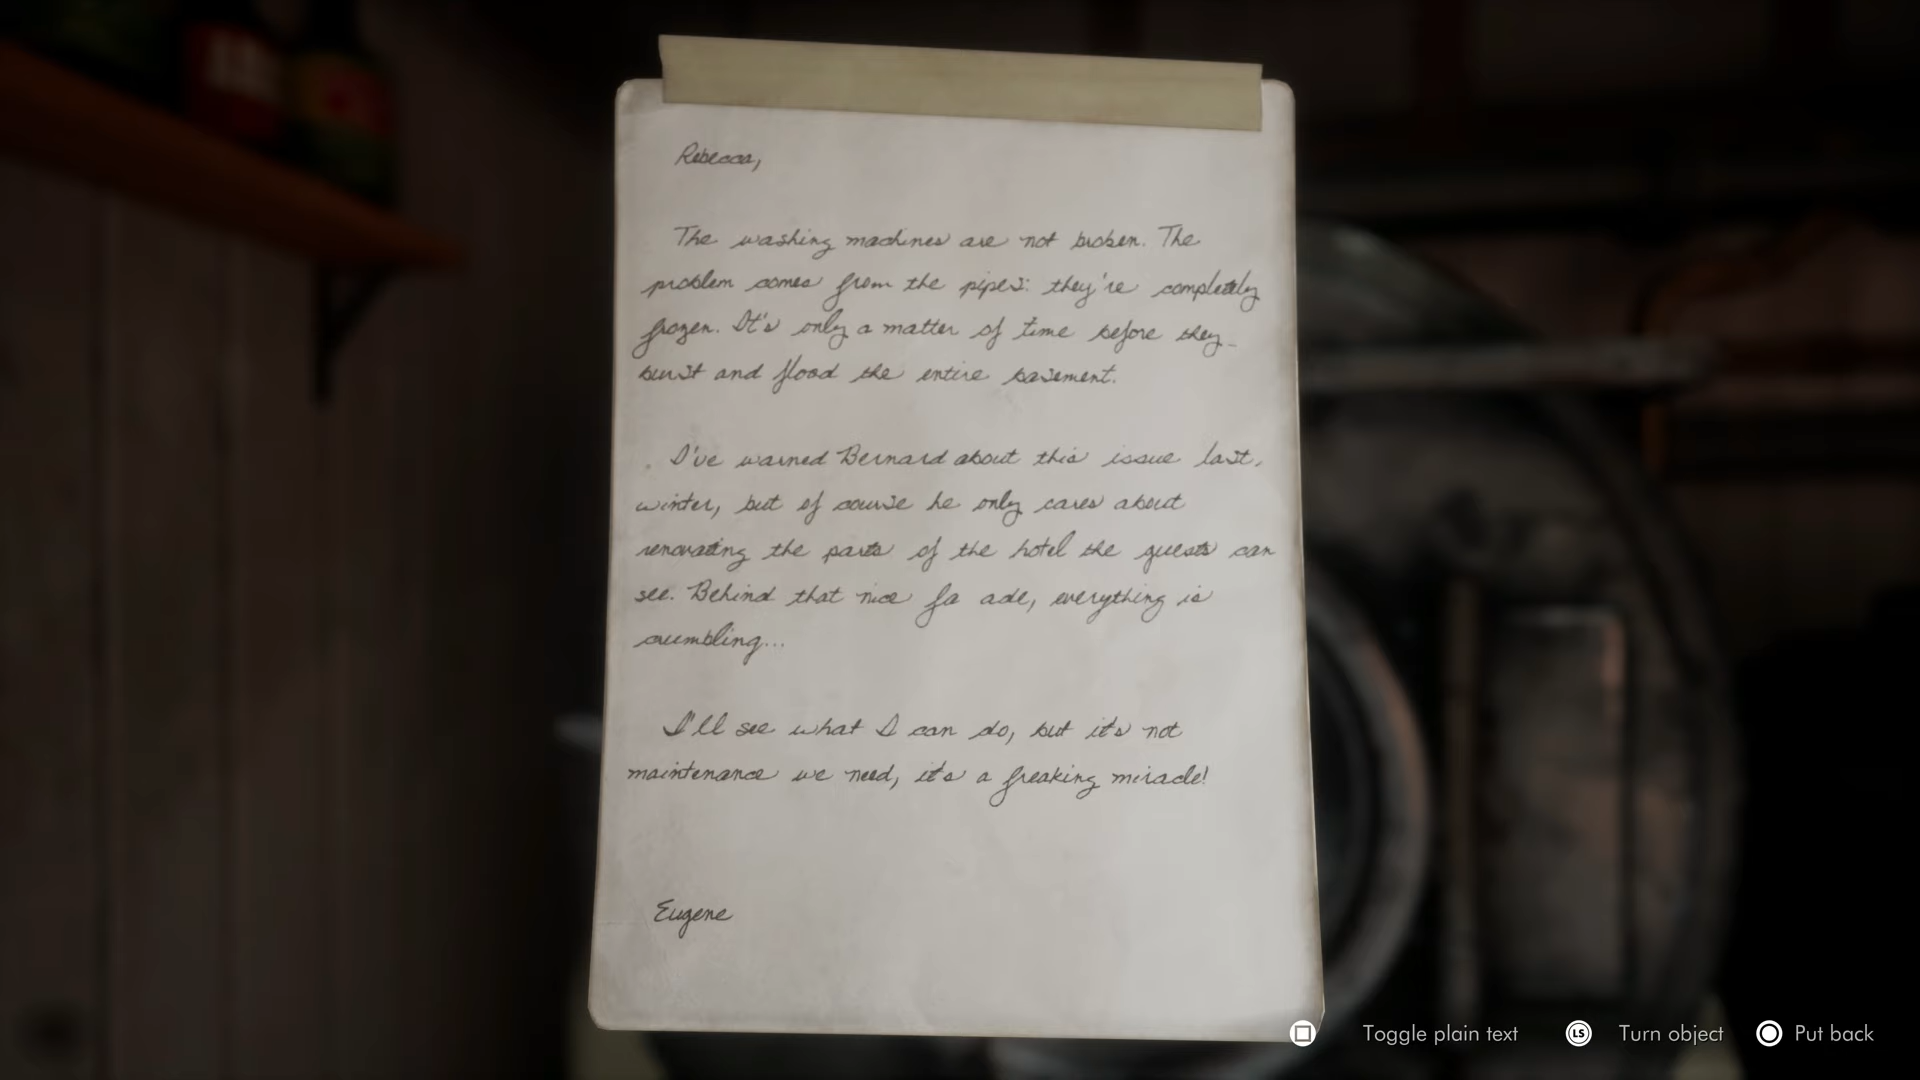 Rebecca,
The washing machines are not broken. The
problem comes from the pipes: they're completely
frozen. It's only a matter of time before they
burst and flood the entire basement.
I've warned Bernard about this issue last
winter, but of course he only cares about
renovating the parts of the hotel the guests can
see. Behind that nice fa ade, everything is
crumbling...
I'll see what I can do, but it's not
maintenance we need, it's a freaking miracle!
Eugene
Toggle plain text
LS Turn object
Put back